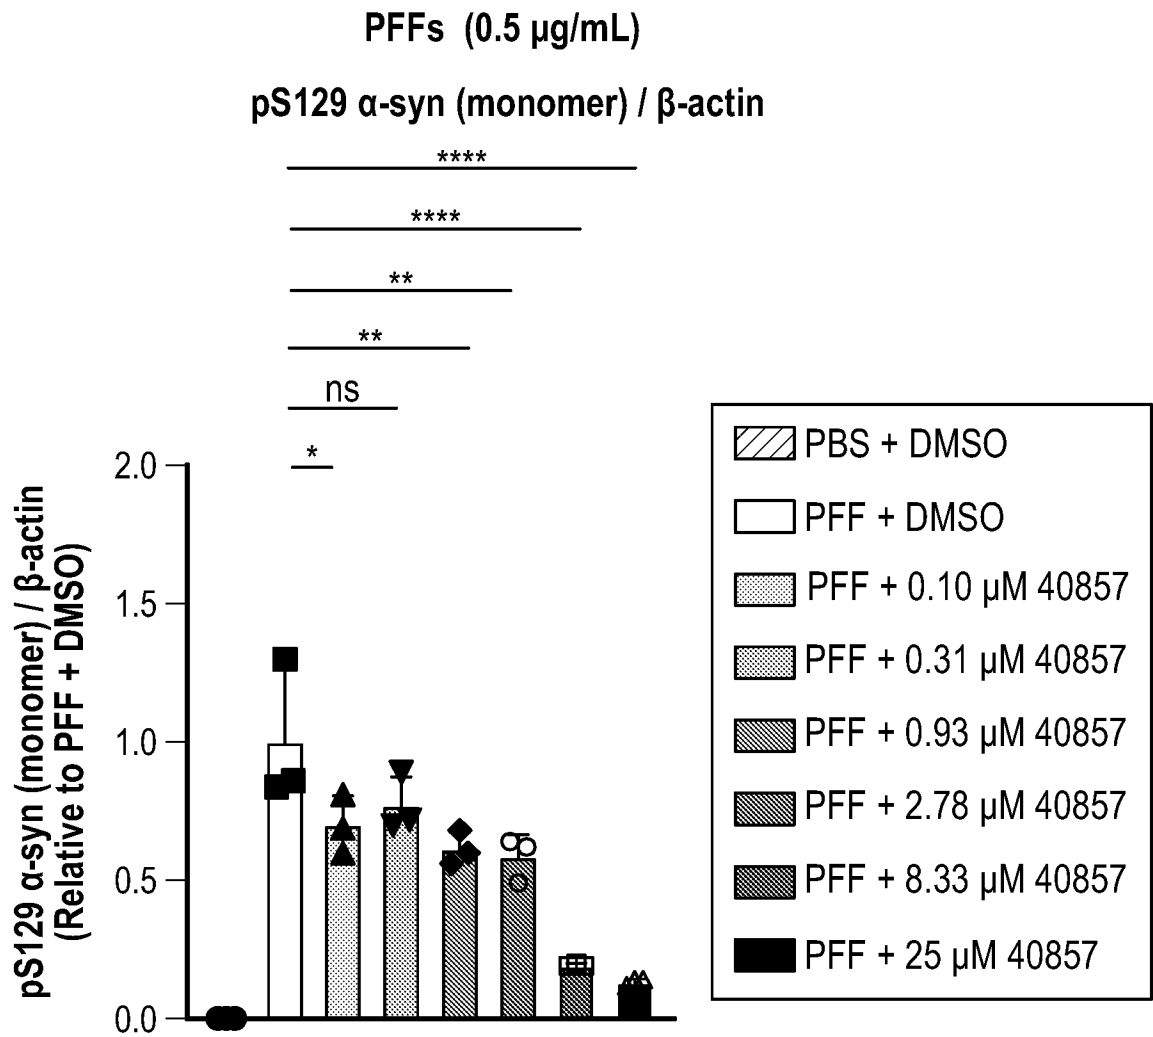 PFFs (0.5 µg/mL)
pS129 α-syn (monomer) / β-actin
****
****
**
**
ns
*
pS129 α-syn (monomer) / β-actin
(Relative to PFF + DMSO)
2.0
1.5
1.0
0.5
0.0
PBS + DMSO
PFF + DMSO
PFF + 0.10 µM 40857
PFF + 0.31 µM 40857
PFF + 0.93 µM 40857
PFF + 2.78 µM 40857
PFF + 8.33 µM 40857
PFF + 25 µM 40857